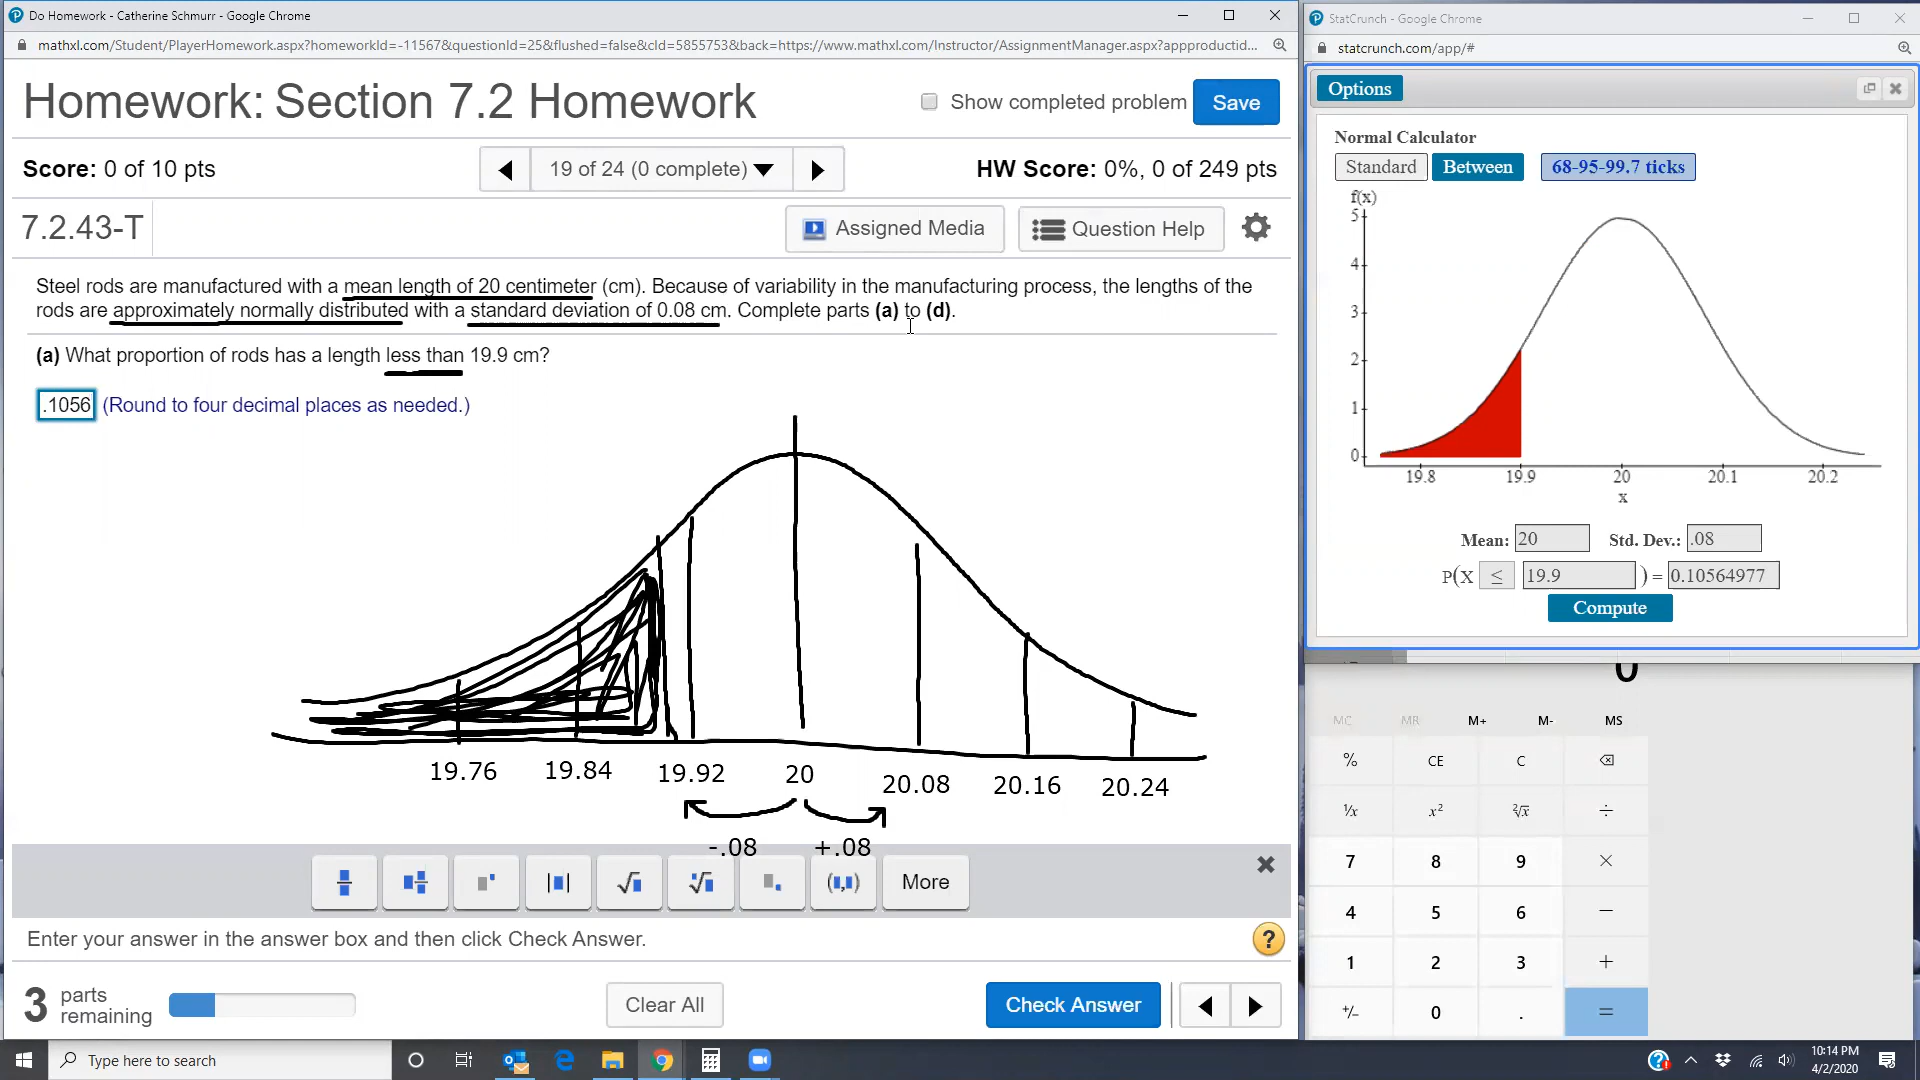 Do Homework - Catherine Schmurr - Google Chrome
mathxl.com/Student/PlayerHomework.aspx?homeworkId=-11567&questionId=25&flushed=false&cId=5855753&back=https://www.mathxl.com/Instructor/AssignmentManager.aspx?appproductid...
Homework: Section 7.2 Homework
Show completed problem
Save
Score: 0 of 10 pts
19 of 24 (0 complete)
HW Score: 0%, 0 of 249 pts
7.2.43-T
Assigned Media
Question Help
Steel rods are manufactured with a mean length of 20 centimeter (cm). Because of variability in the manufacturing process, the lengths of the
rods are approximately normally distributed with a standard deviation of 0.08 cm. Complete parts (a) to (d).
(a) What proportion of rods has a length less than 19.9 cm?
.1056 (Round to four decimal places as needed.)
19.76 19.84 19.92 20 20.08 20.16 20.24
-.08 +.08
More
Enter your answer in the answer box and then click Check Answer.
?
3 parts
remaining
Clear All
Check Answer
StatCrunch - Google Chrome
statcrunch.com/app/#
Options
Normal Calculator
Standard Between 68-95-99.7 ticks
f(x)
5
4
3
2
1
0
19.8 19.9 20 20.1 20.2
x
Mean: 20 Std. Dev.: .08
P(X ≤ 19.9 ) = 0.10564977
Compute
0
MC MR M+ M- MS
% CE C ⌫
¹/x x² ²√x ÷
7 8 9 ×
4 5 6 −
1 2 3 +
+/− 0 . =
Type here to search
10:14 PM
4/2/2020